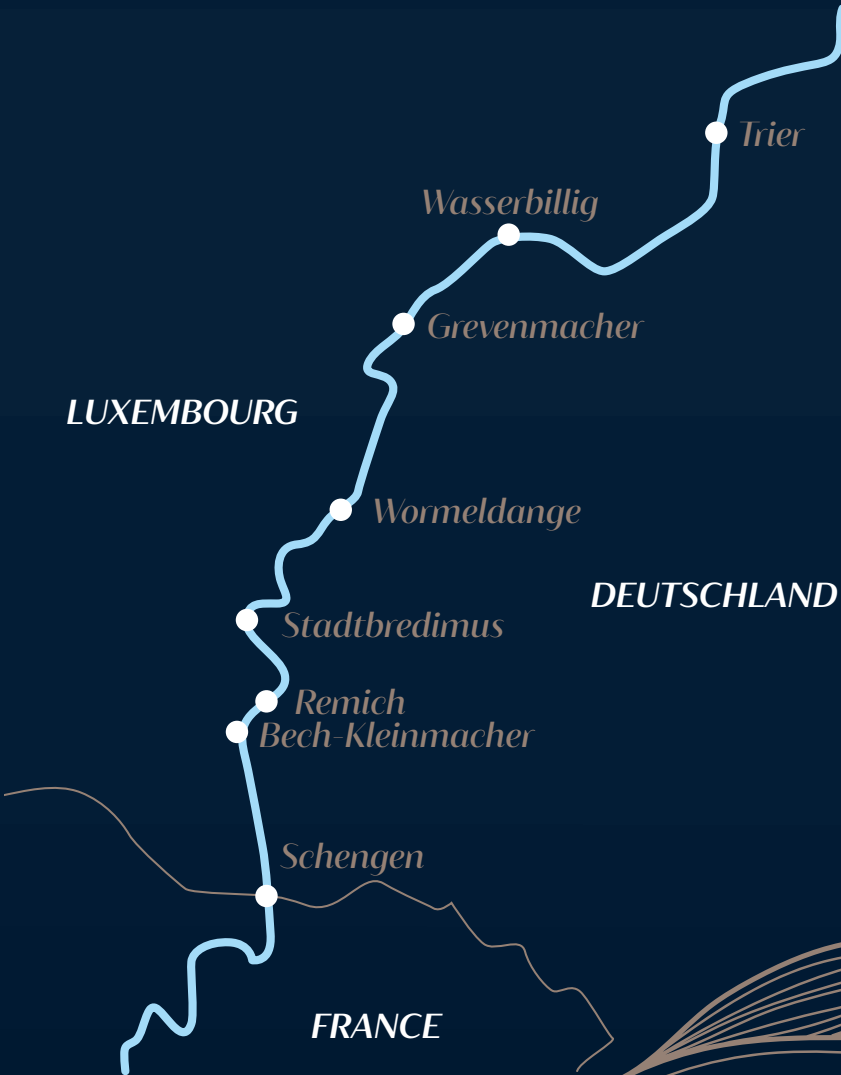 Trier
Wasserbillig
Grevenmacher
LUXEMBOURG
Wormeldange
DEUTSCHLAND
Stadtbredimus
Remich
Bech-Kleinmacher
Schengen
FRANCE